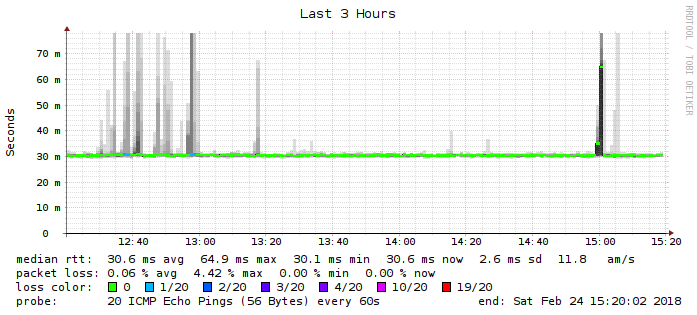 Last 3 Hours
RRDTOOL / TOBI OETIKER
Seconds
70 m
60 m
50 m
40 m
30 m
20 m
10 m
0
12:40 13:00 13:20 13:40 14:00 14:20 14:40 15:00 15:20
median rtt: 30.6 ms avg 64.9 ms max 30.1 ms min 30.6 ms now 2.6 ms sd 11.8 am/s
packet loss: 0.06 % avg 4.42 % max 0.00 % min 0.00 % now
loss color: 0 1/20 2/20 3/20 4/20 10/20 19/20
probe: 20 ICMP Echo Pings (56 Bytes) every 60s end: Sat Feb 24 15:20:02 2018